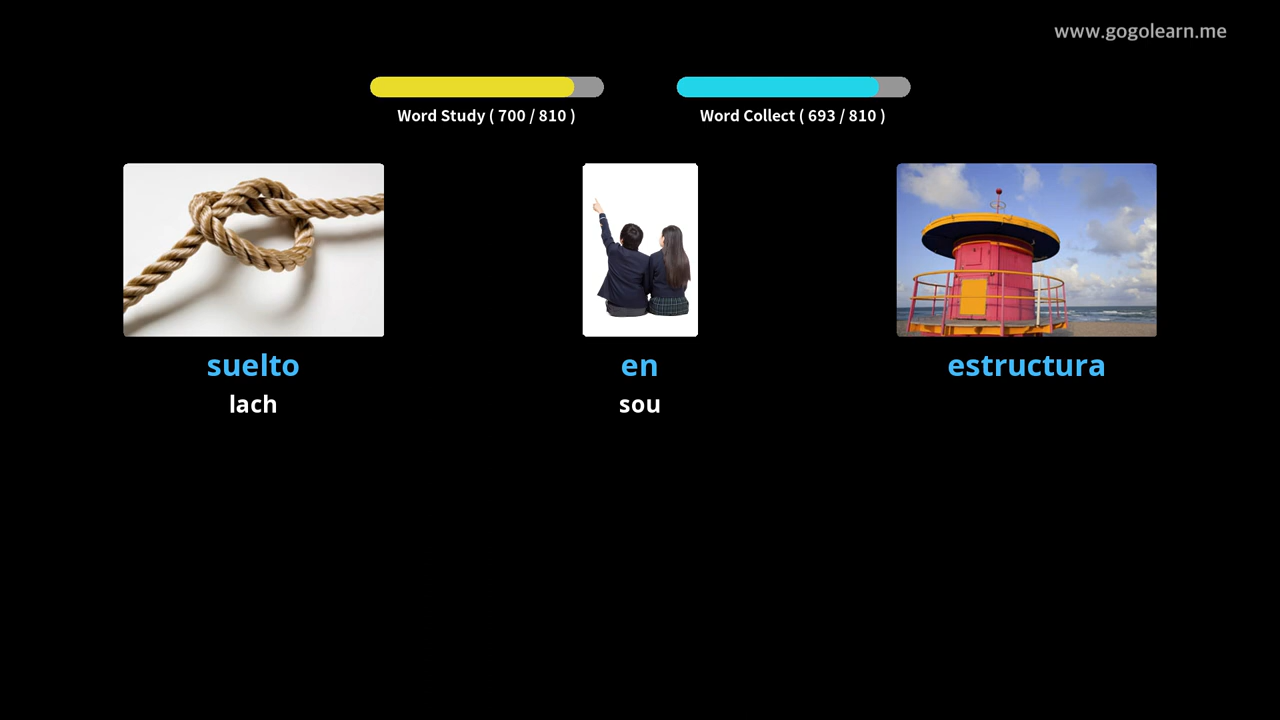 www.gogolearn.me
Word Study ( 700 / 810 )
Word Collect ( 693 / 810 )
suelto
lach
en
sou
estructura